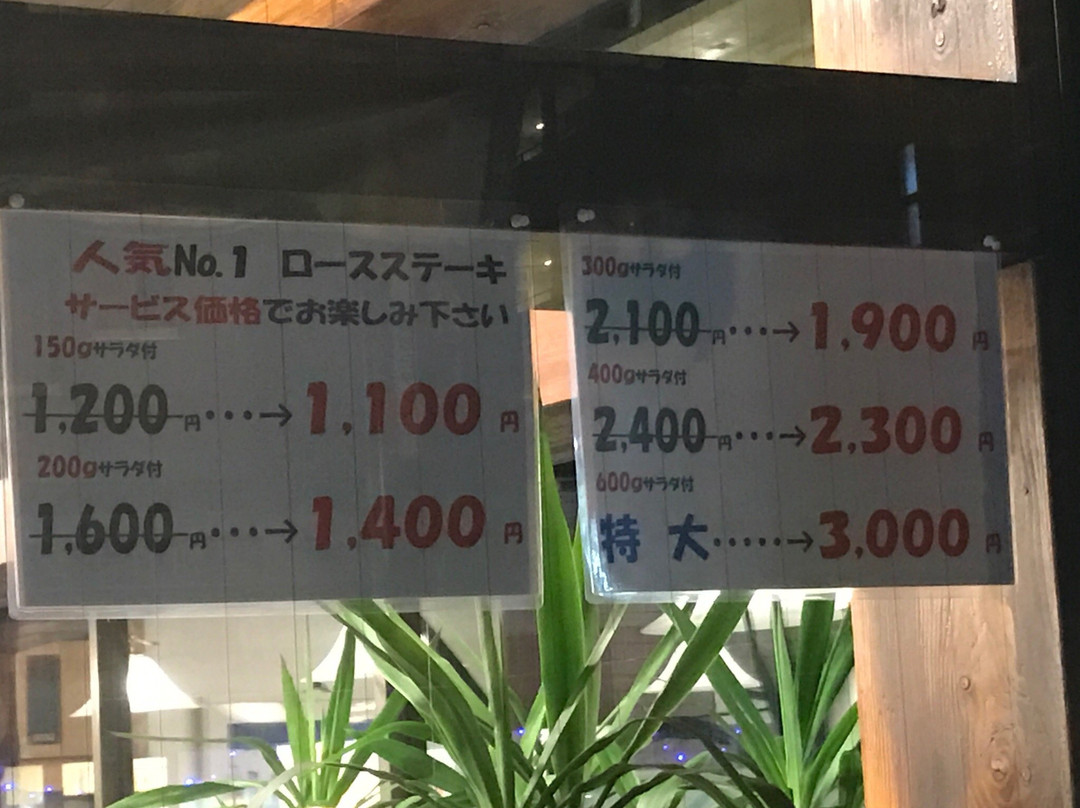 人気No.1 ロースステーキ
サービス価格でお楽しみ下さい
150gサラダ付
1,200円‥‥→1,100円
200gサラダ付
1,600円‥‥→1,400円
300gサラダ付
2,100円‥‥→1,900円
400gサラダ付
2,400円‥‥→2,300円
600gサラダ付
特 大‥‥‥→3,000円